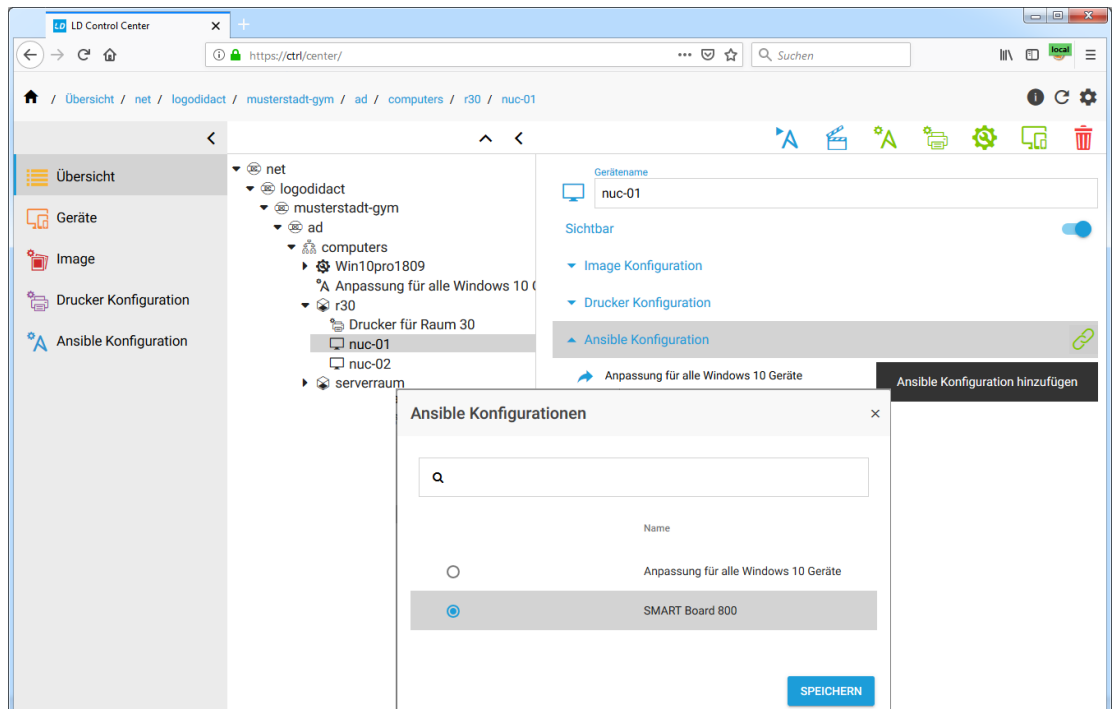 LD LD Control Center
https://ctrl/center/
Suchen
local
/ Übersicht / net / logodidact / musterstadt-gym / ad / computers / r30 / nuc-01
Übersicht
Geräte
Image
Drucker Konfiguration
Ansible Konfiguration
net
logodidact
musterstadt-gym
ad
computers
Win10pro1809
Anpassung für alle Windows 10 (
r30
Drucker für Raum 30
nuc-01
nuc-02
serverraum
Gerätename
nuc-01
Sichtbar
Image Konfiguration
Drucker Konfiguration
Ansible Konfiguration
Anpassung für alle Windows 10 Geräte
Ansible Konfiguration hinzufügen
Ansible Konfigurationen
Name
Anpassung für alle Windows 10 Geräte
SMART Board 800
SPEICHERN